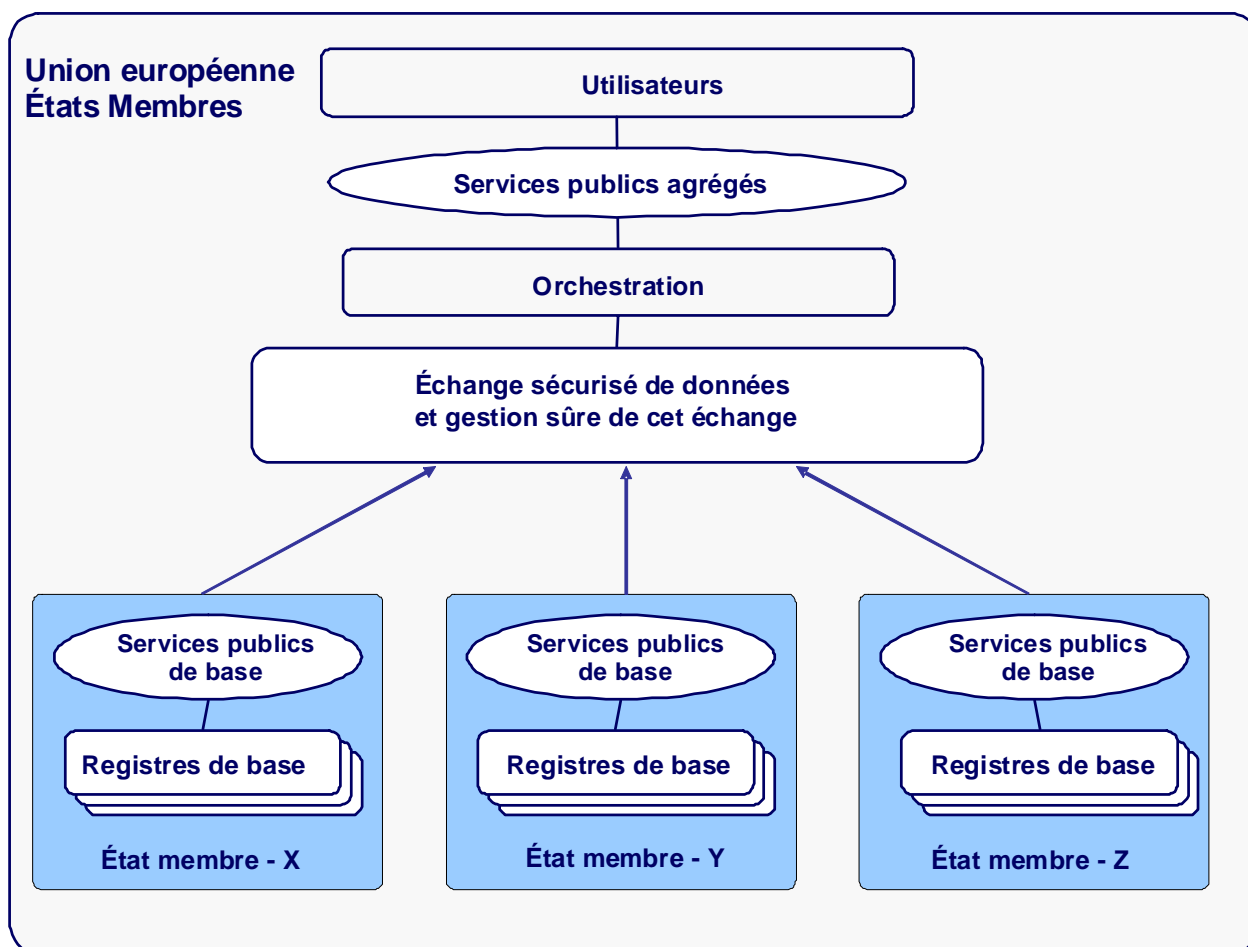 Union européenne
États Membres
Utilisateurs
Services publics agrégés
Orchestration
Échange sécurisé de données
et gestion sûre de cet échange
Services publics
de base
Registres de base
État membre - X
Services publics
de base
Registres de base
État membre - Y
Services publics
de base
Registres de base
État membre - Z